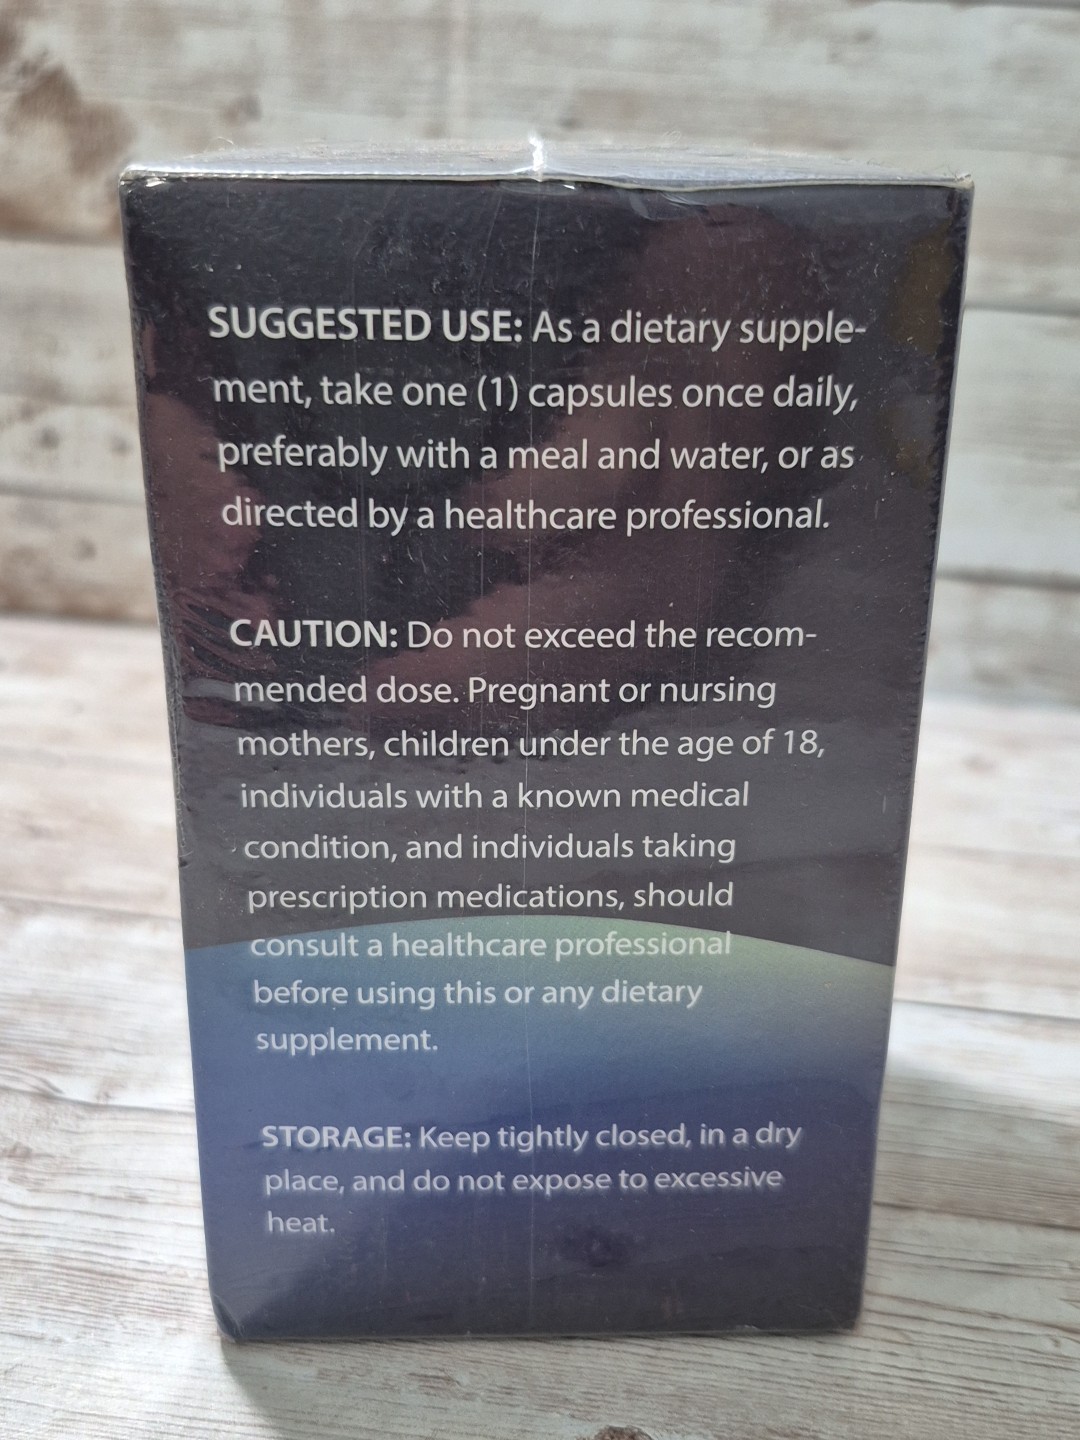 SUGGESTED USE: As a dietary supple-
ment, take one (1) capsules once daily,
preferably with a meal and water, or as
directed by a healthcare professional.
CAUTION: Do not exceed the recom-
mended dose. Pregnant or nursing
mothers, children under the age of 18,
individuals with a known medical
condition, and individuals taking
prescription medications, should
consult a healthcare professional
before using this or any dietary
supplement.
STORAGE: Keep tightly closed, in a dry
place, and do not expose to excessive
heat.